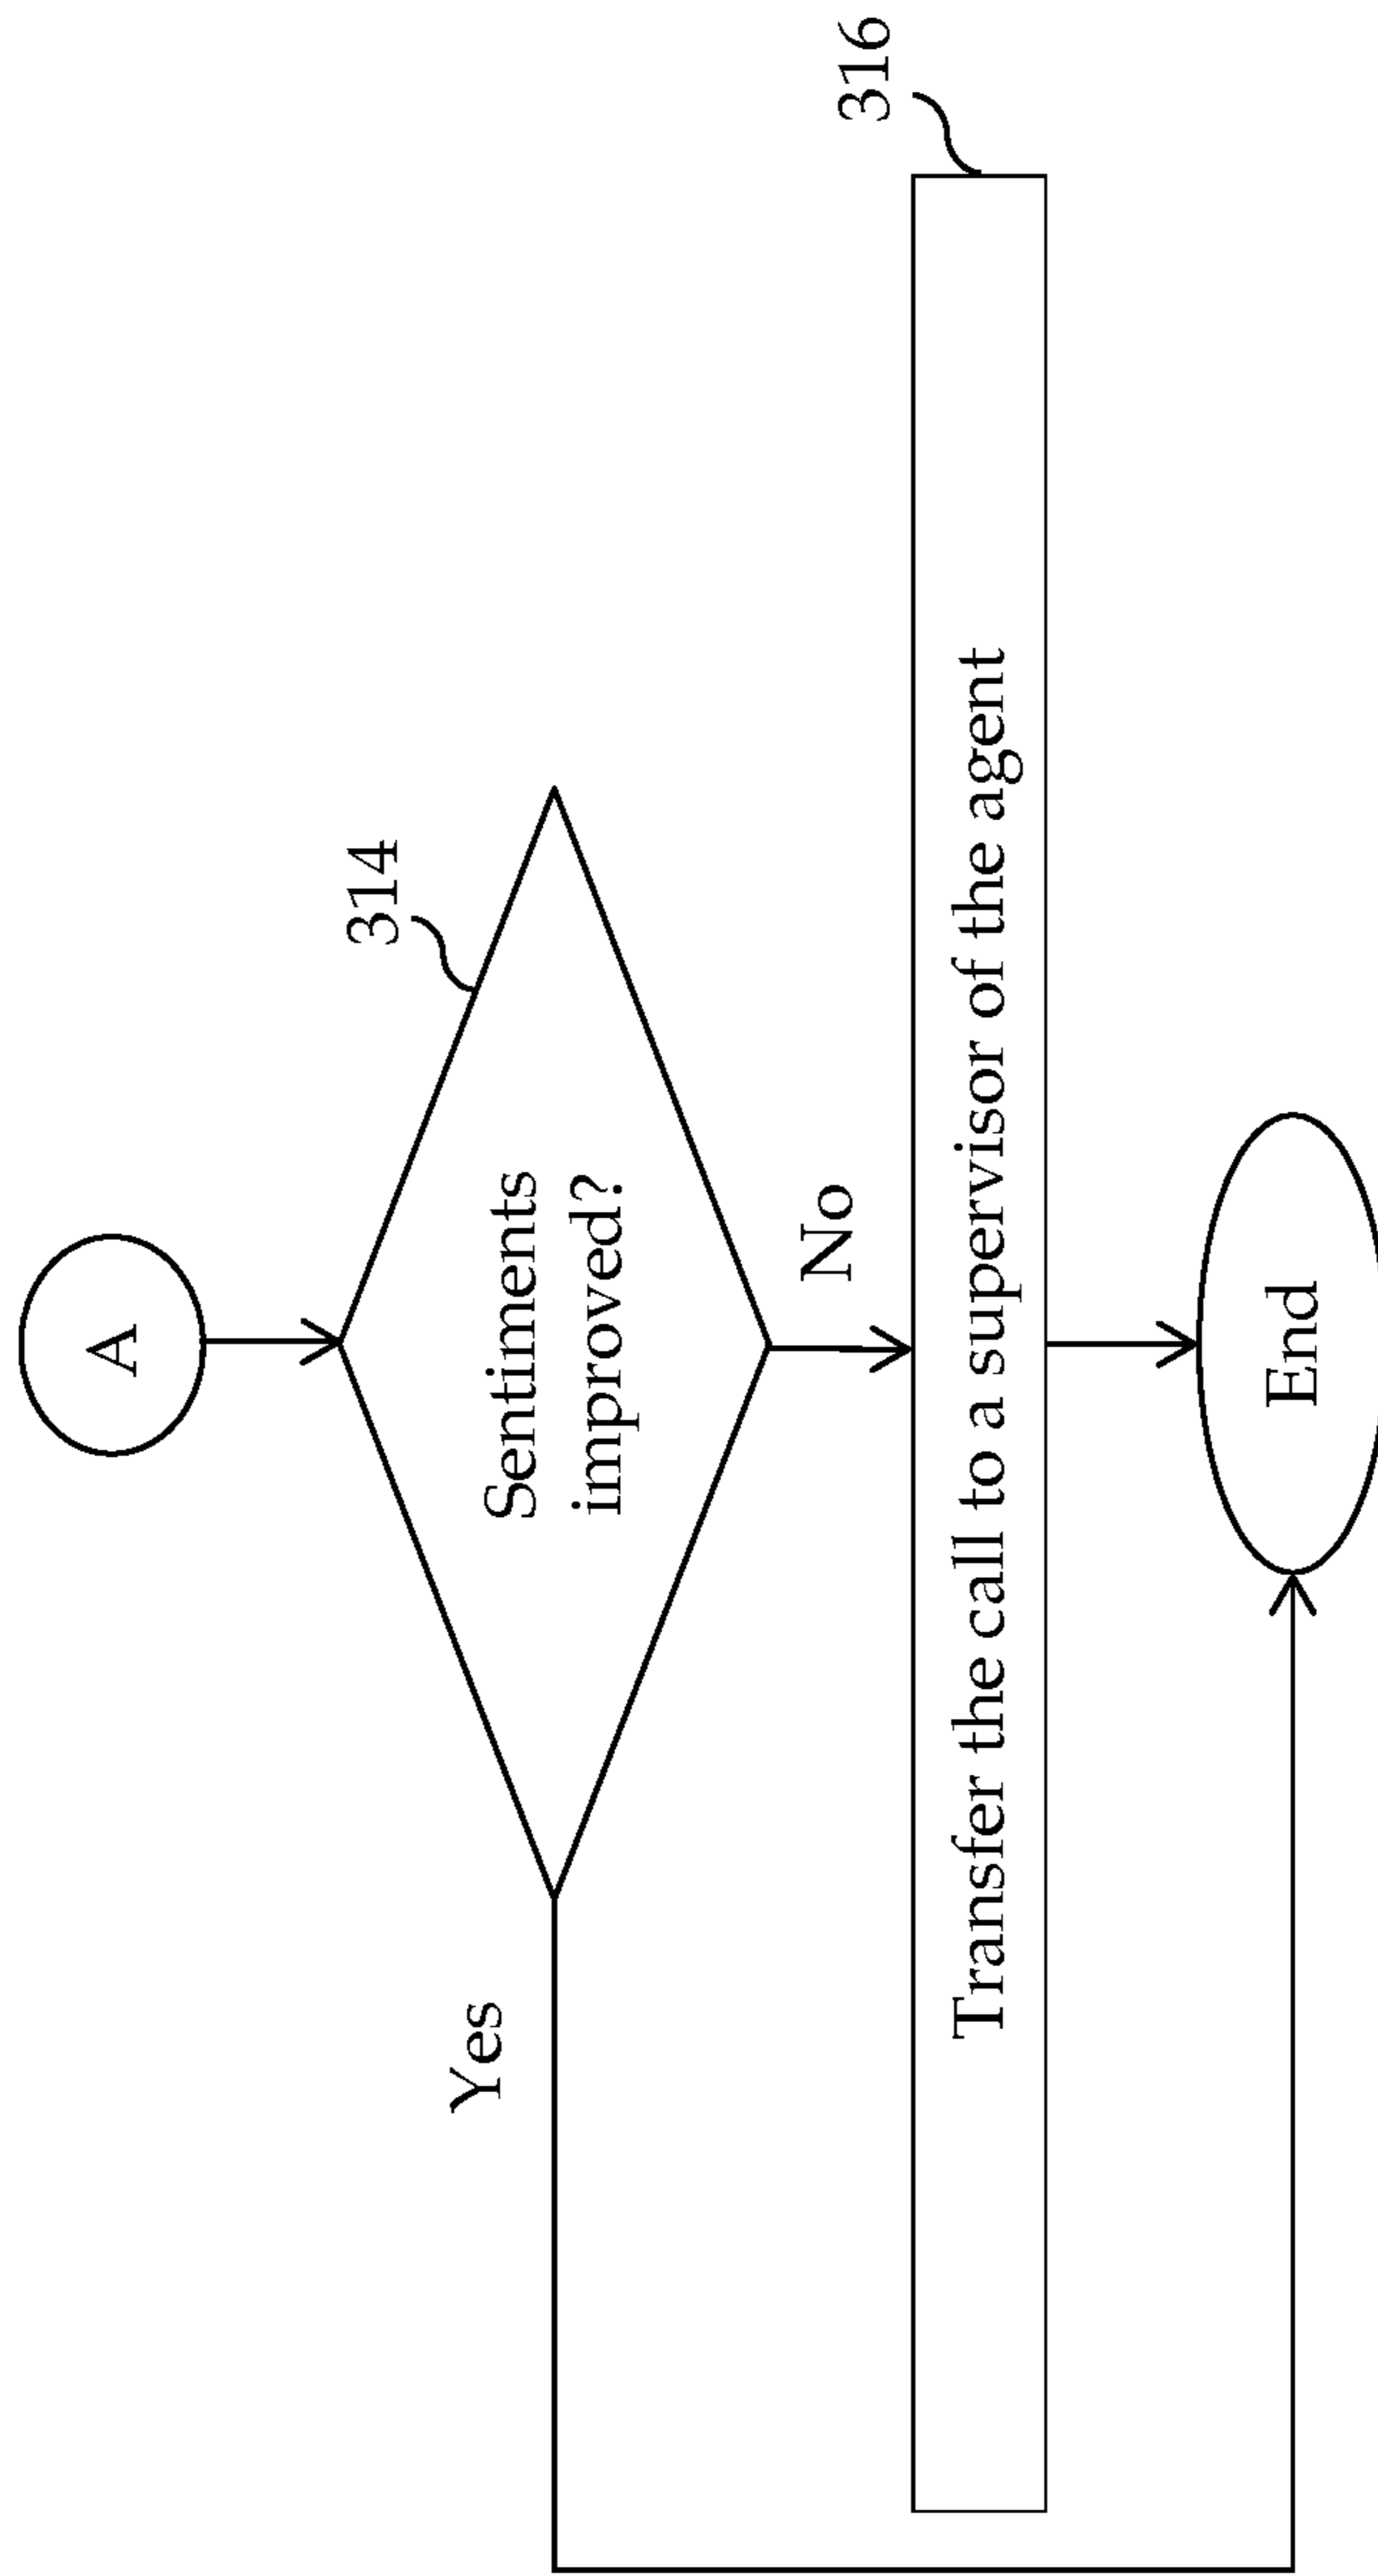 A
314
Sentiments
improved?
Yes
No
316
Transfer the call to a supervisor of the agent
End